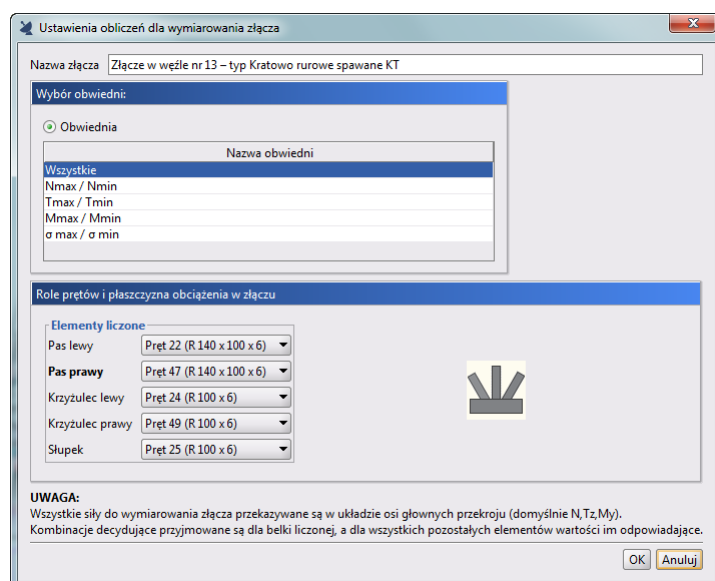 Ustawienia obliczeń dla wymiarowania złącza
Nazwa złącza Złącze w węźle nr 13 – typ Kratowo rurowe spawane KT
Wybór obwiedni:
Obwiednia
Nazwa obwiedni
Wszystkie
Nmax / Nmin
Tmax / Tmin
Mmax / Mmin
σ max / σ min
Role prętów i płaszczyzna obciążenia w złączu
Elementy liczone
Pas lewy Pręt 22 (R 140 x 100 x 6)
Pas prawy Pręt 47 (R 140 x 100 x 6)
Krzyżulec lewy Pręt 24 (R 100 x 6)
Krzyżulec prawy Pręt 49 (R 100 x 6)
Słupek Pręt 25 (R 100 x 6)
UWAGA:
Wszystkie siły do wymiarowania złącza przekazywane są w układzie osi głownych przekroju (domyślnie N,Tz,My).
Kombinacje decydujące przyjmowane są dla belki liczonej, a dla wszystkich pozostałych elementów wartości im odpowiadające.
OK Anuluj